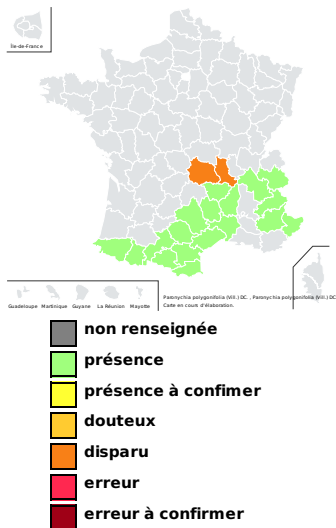 Île-de-France
Guadeloupe Martinique Guyane La Réunion Mayotte
Paronychia polygonifolia (Vill.) DC. , Paronychia polygonifolia (Vill.) DC
Carte en cours d'élaboration.
non renseignée
présence
présence à confimer
douteux
disparu
erreur
erreur à confirmer